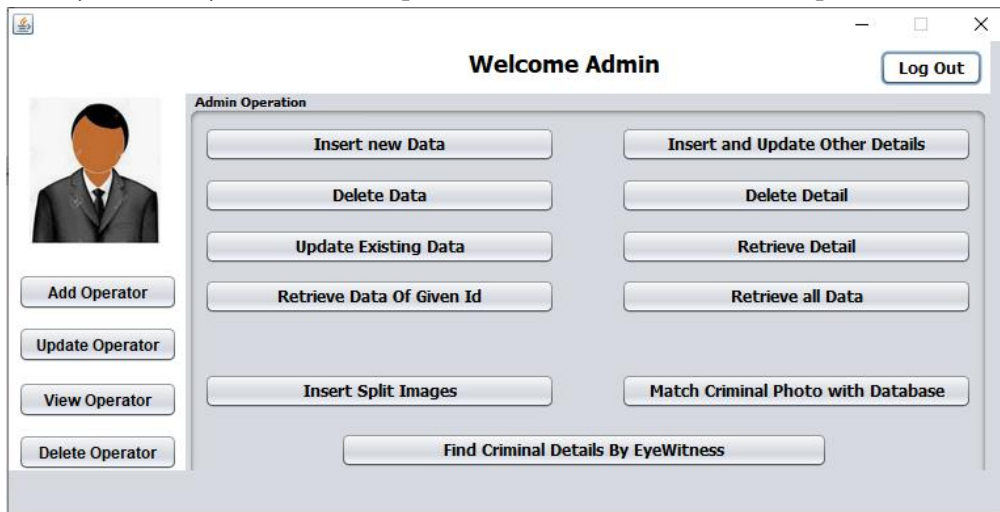 Welcome Admin
Log Out
Admin Operation
Insert new Data
Insert and Update Other Details
Delete Data
Delete Detail
Update Existing Data
Retrieve Detail
Add Operator
Retrieve Data Of Given Id
Retrieve all Data
Update Operator
View Operator
Insert Split Images
Match Criminal Photo with Database
Delete Operator
Find Criminal Details By EyeWitness